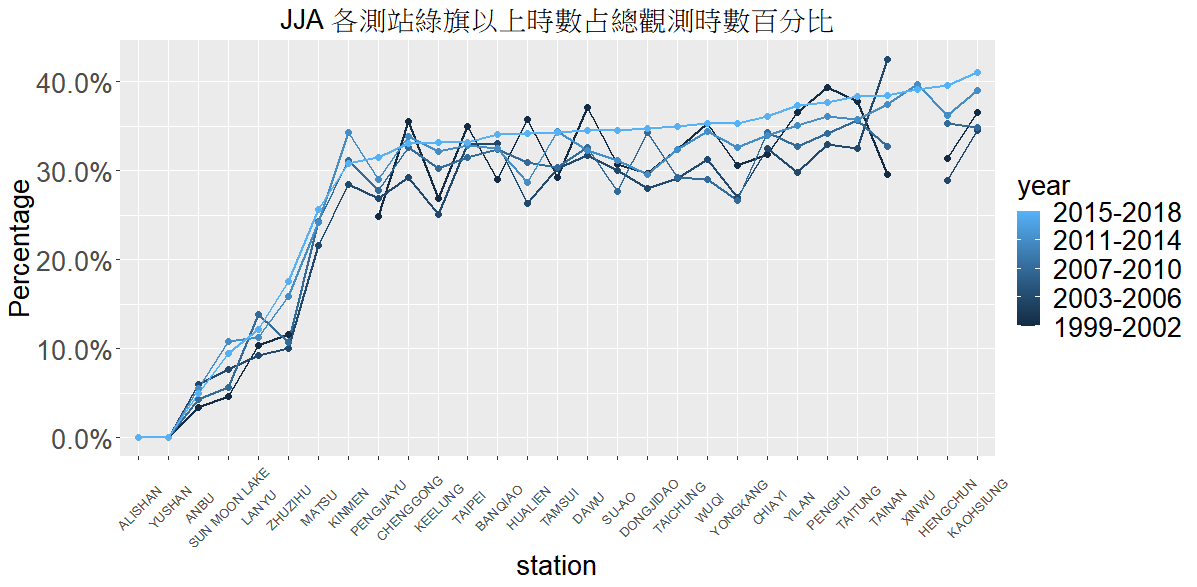 JJA 各測站綠旗以上時數占總觀測時數百分比
Percentage
40.0%
30.0%
20.0%
10.0%
0.0%
ALISHAN
YUSHAN
ANBU
SUN MOON LAKE
LANYU
ZHUZIHU
MATSU
KINMEN
PENGJIAYU
CHENGGONG
KEELUNG
TAIPEI
BANQIAO
HUALIEN
TAMSUI
DAWU
SU-AO
DONGJIDAO
TAICHUNG
WUQI
YONGKANG
CHIAYI
YILAN
PENGHU
TAITUNG
TAINAN
XINWU
HENGCHUN
KAOHSIUNG
station
year
2015-2018
2011-2014
2007-2010
2003-2006
1999-2002